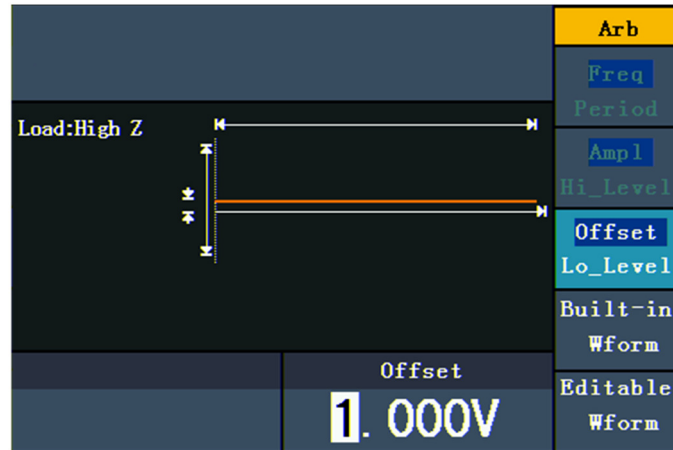 Arb
Freq
Period
Load:High Z
Ampl
Hi_Level
Offset
Lo_Level
Built-in
Wform
Offset
1.000V
Editable
Wform